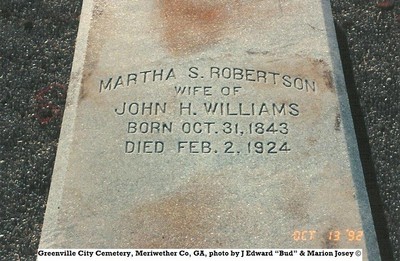 MARTHA S. ROBERTSON
WIFE OF
JOHN H. WILLIAMS
BORN OCT. 31, 1843
DIED FEB. 2, 1924
OCT 13 '92
Greenville City Cemetery, Meriwether Co, GA, photo by J Edward "Bud" & Marion Josey ©